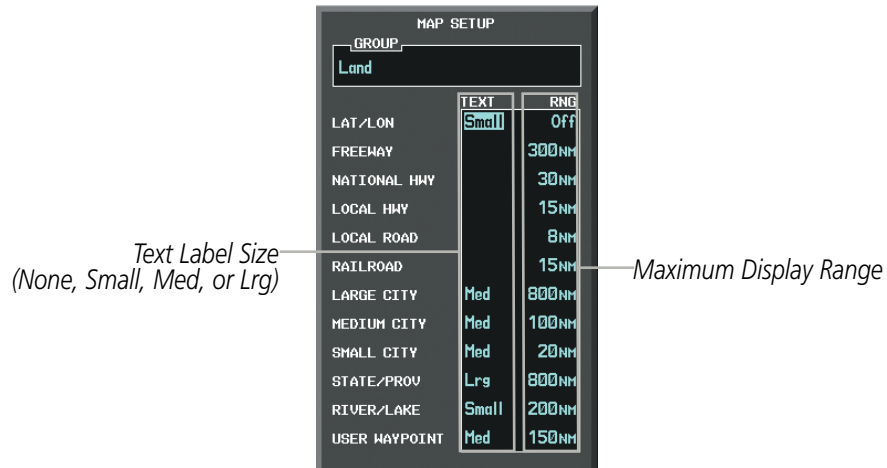 MAP SETUP
GROUP
Land
TEXT RNG
LAT/LON Small Off
FREEWAY 300NM
NATIONAL HWY 30NM
LOCAL HWY 15NM
LOCAL ROAD 8NM
RAILROAD 15NM
LARGE CITY Med 800NM
MEDIUM CITY Med 100NM
SMALL CITY Med 20NM
STATE/PROV Lrg 800NM
RIVER/LAKE Small 200NM
USER WAYPOINT Med 150NM
Text Label Size
(None, Small, Med, or Lrg)
Maximum Display Range